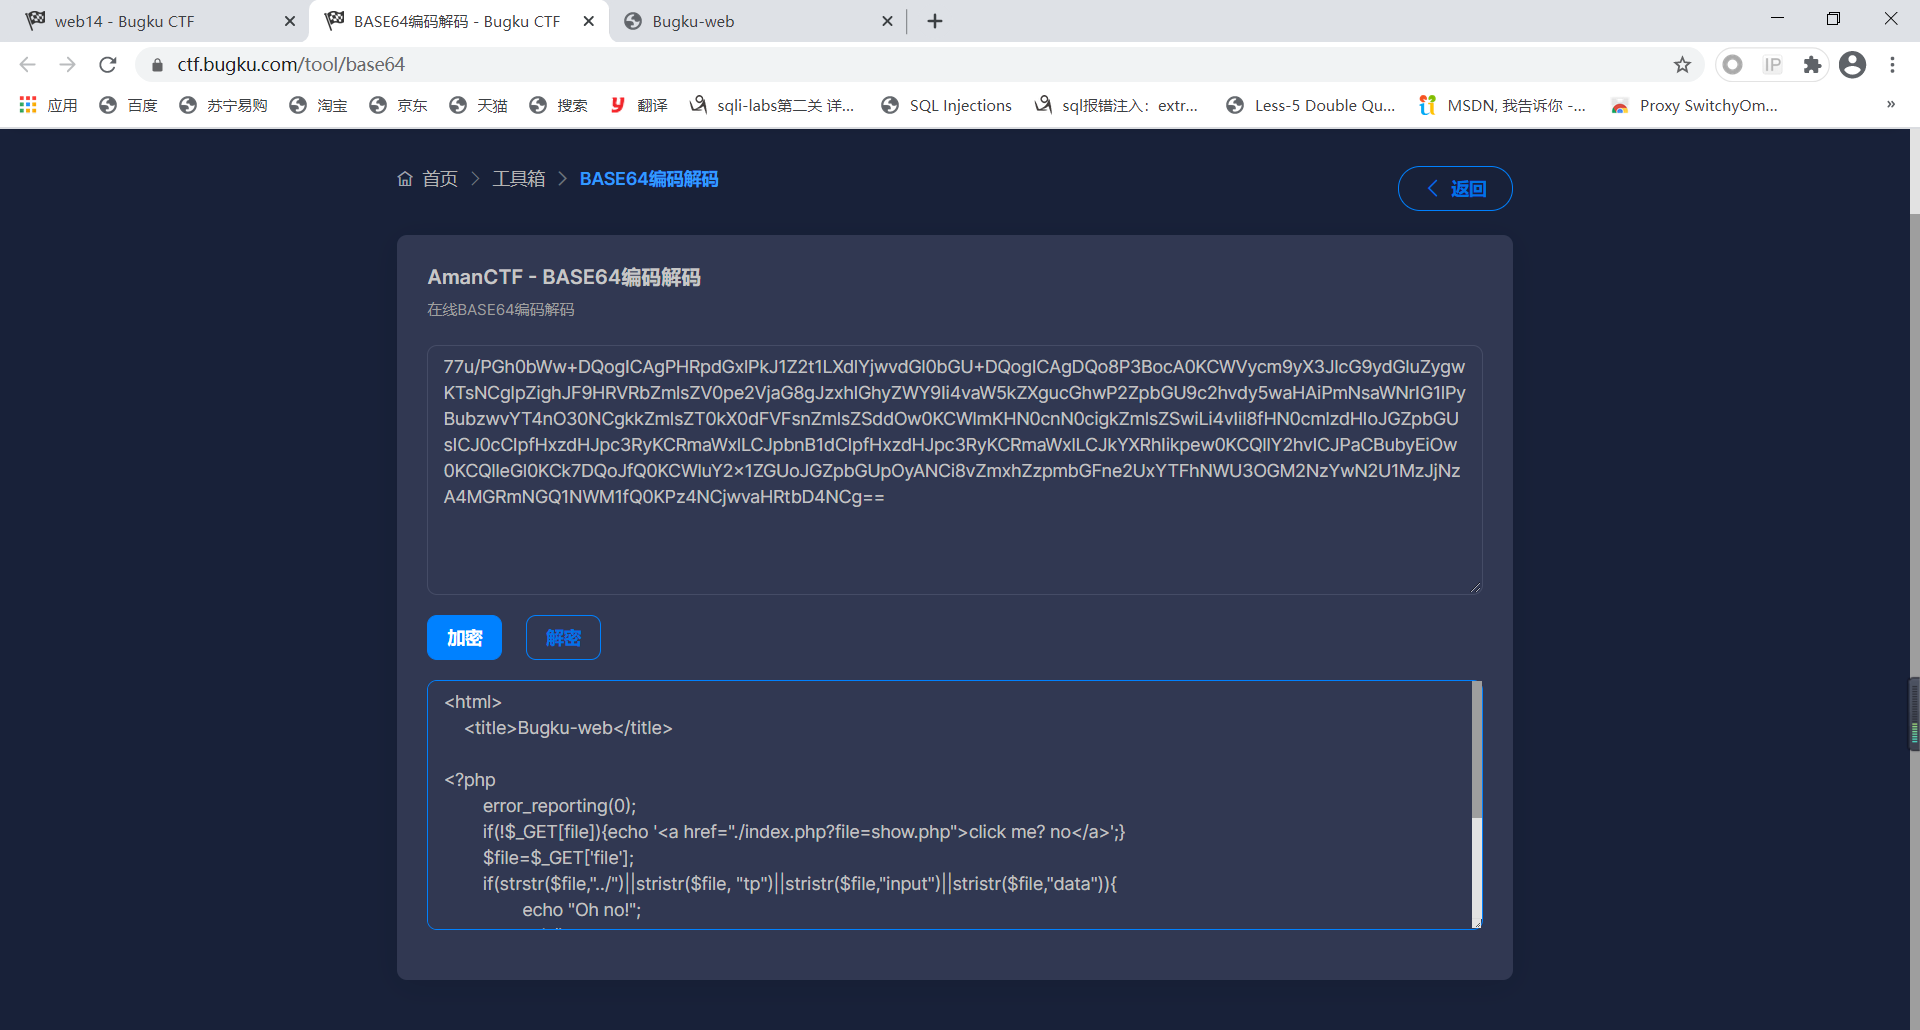 web14 - Bugku CTF
BASE64编码解码 - Bugku CTF
Bugku-web
ctf.bugku.com/tool/base64
IP
应用
百度
苏宁易购
淘宝
京东
天猫
搜索
翻译
sqli-labs第二关 详...
SQL Injections
sql报错注入：extr...
Less-5 Double Qu...
MSDN, 我告诉你 -...
Proxy SwitchyOm...
首页
工具箱
BASE64编码解码
返回
AmanCTF - BASE64编码解码
在线BASE64编码解码
77u/PGh0bWw+DQogICAgPHRpdGxlPkJ1Z2t1LXdlYjwvdGl0bGU+DQogICAgDQo8P3BocA0KCWVycm9yX3JlcG9ydGluZygw
KTsNCglpZighJF9HRVRbZmlsZV0pe2VjaG8gJzxhIGhyZWY9Ii4vaW5kZXgucGhwP2ZpbGU9c2hvdy5waHAiPmNsaWNrIG1lPy
BubzwvYT4nO30NCgkkZmlsZT0kX0dFVFsnZmlsZSddOw0KCWlmKHN0cnN0cigkZmlsZSwiLi4vIil8fHN0cmlzdHIoJGZpbGU
sICJ0cCIpfHxzdHJpc3RyKCRmaWxlLCJpbnB1dCIpfHxzdHJpc3RyKCRmaWxlLCJkYXRhIikpew0KCQllY2hvICJPaCBubyEiOw
0KCQlleGl0KCk7DQoJfQ0KCWluY2x1ZGUoJGZpbGUpOyANCi8vZmxhZzpmbGFne2UxYTFhNWU3OGM2NzYwN2U1MzJjNz
A4MGRmNGQ1NWM1fQ0KPz4NCjwvaHRtbD4NCg==
加密
解密
<html>
<title>Bugku-web</title>
<?php
error_reporting(0);
if(!$_GET[file]){echo '<a href="./index.php?file=show.php">click me? no</a>';}
$file=$_GET['file'];
if(strstr($file,"../")||stristr($file, "tp")||stristr($file,"input")||stristr($file,"data")){
echo "Oh no!";